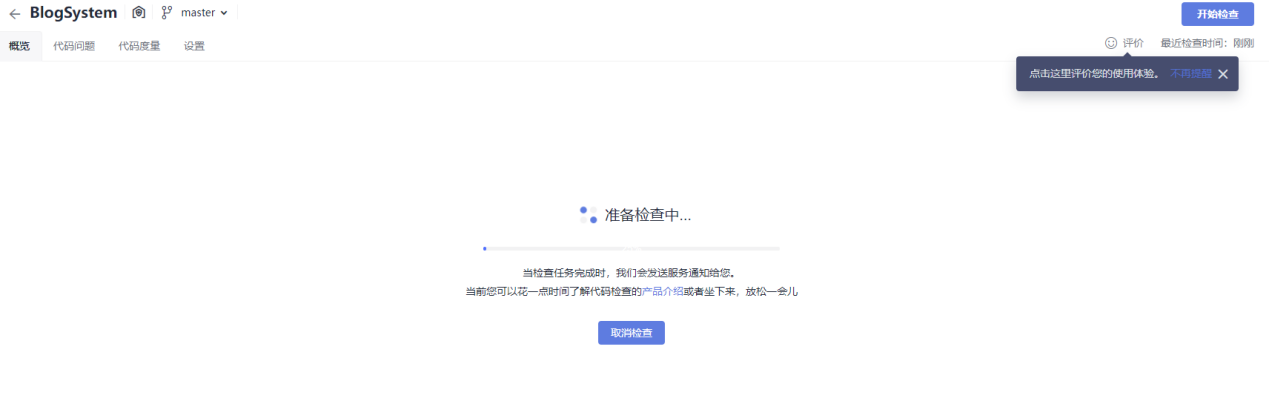 BlogSystem master 开始检查
概览 代码问题 代码度量 设置 评价 最近检查时间：刚刚
点击这里评价您的使用体验。 不再提醒
准备检查中...
当检查任务完成时，我们会发送服务通知给您。
当前您可以花一点时间了解代码检查的产品介绍或者坐下来，放松一会儿
取消检查